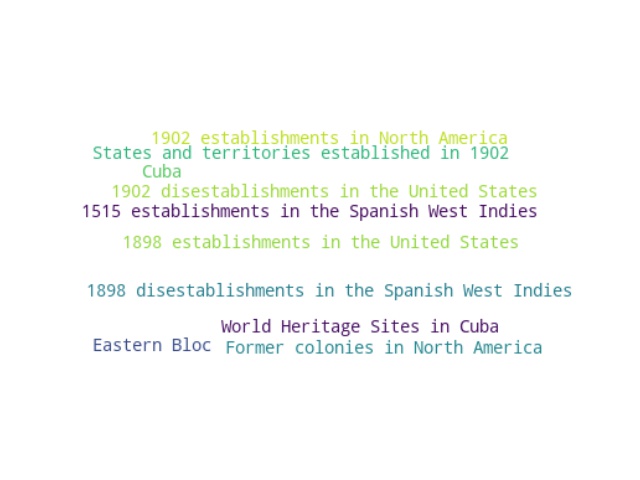 1902 establishments in North America
States and territories established in 1902
Cuba
1902 disestablishments in the United States
1515 establishments in the Spanish West Indies
1898 establishments in the United States
1898 disestablishments in the Spanish West Indies
World Heritage Sites in Cuba
Eastern Bloc
Former colonies in North America